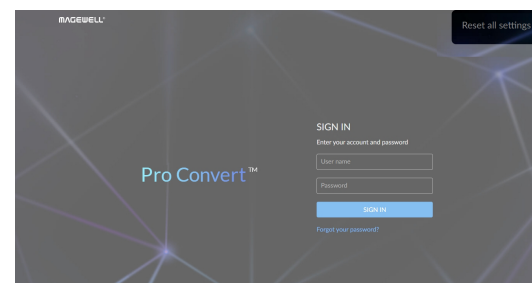 MAGEWELL®
Reset all settings
SIGN IN
Enter your account and password
User name
Pro Convert™
Password
SIGN IN
Forgot your password?